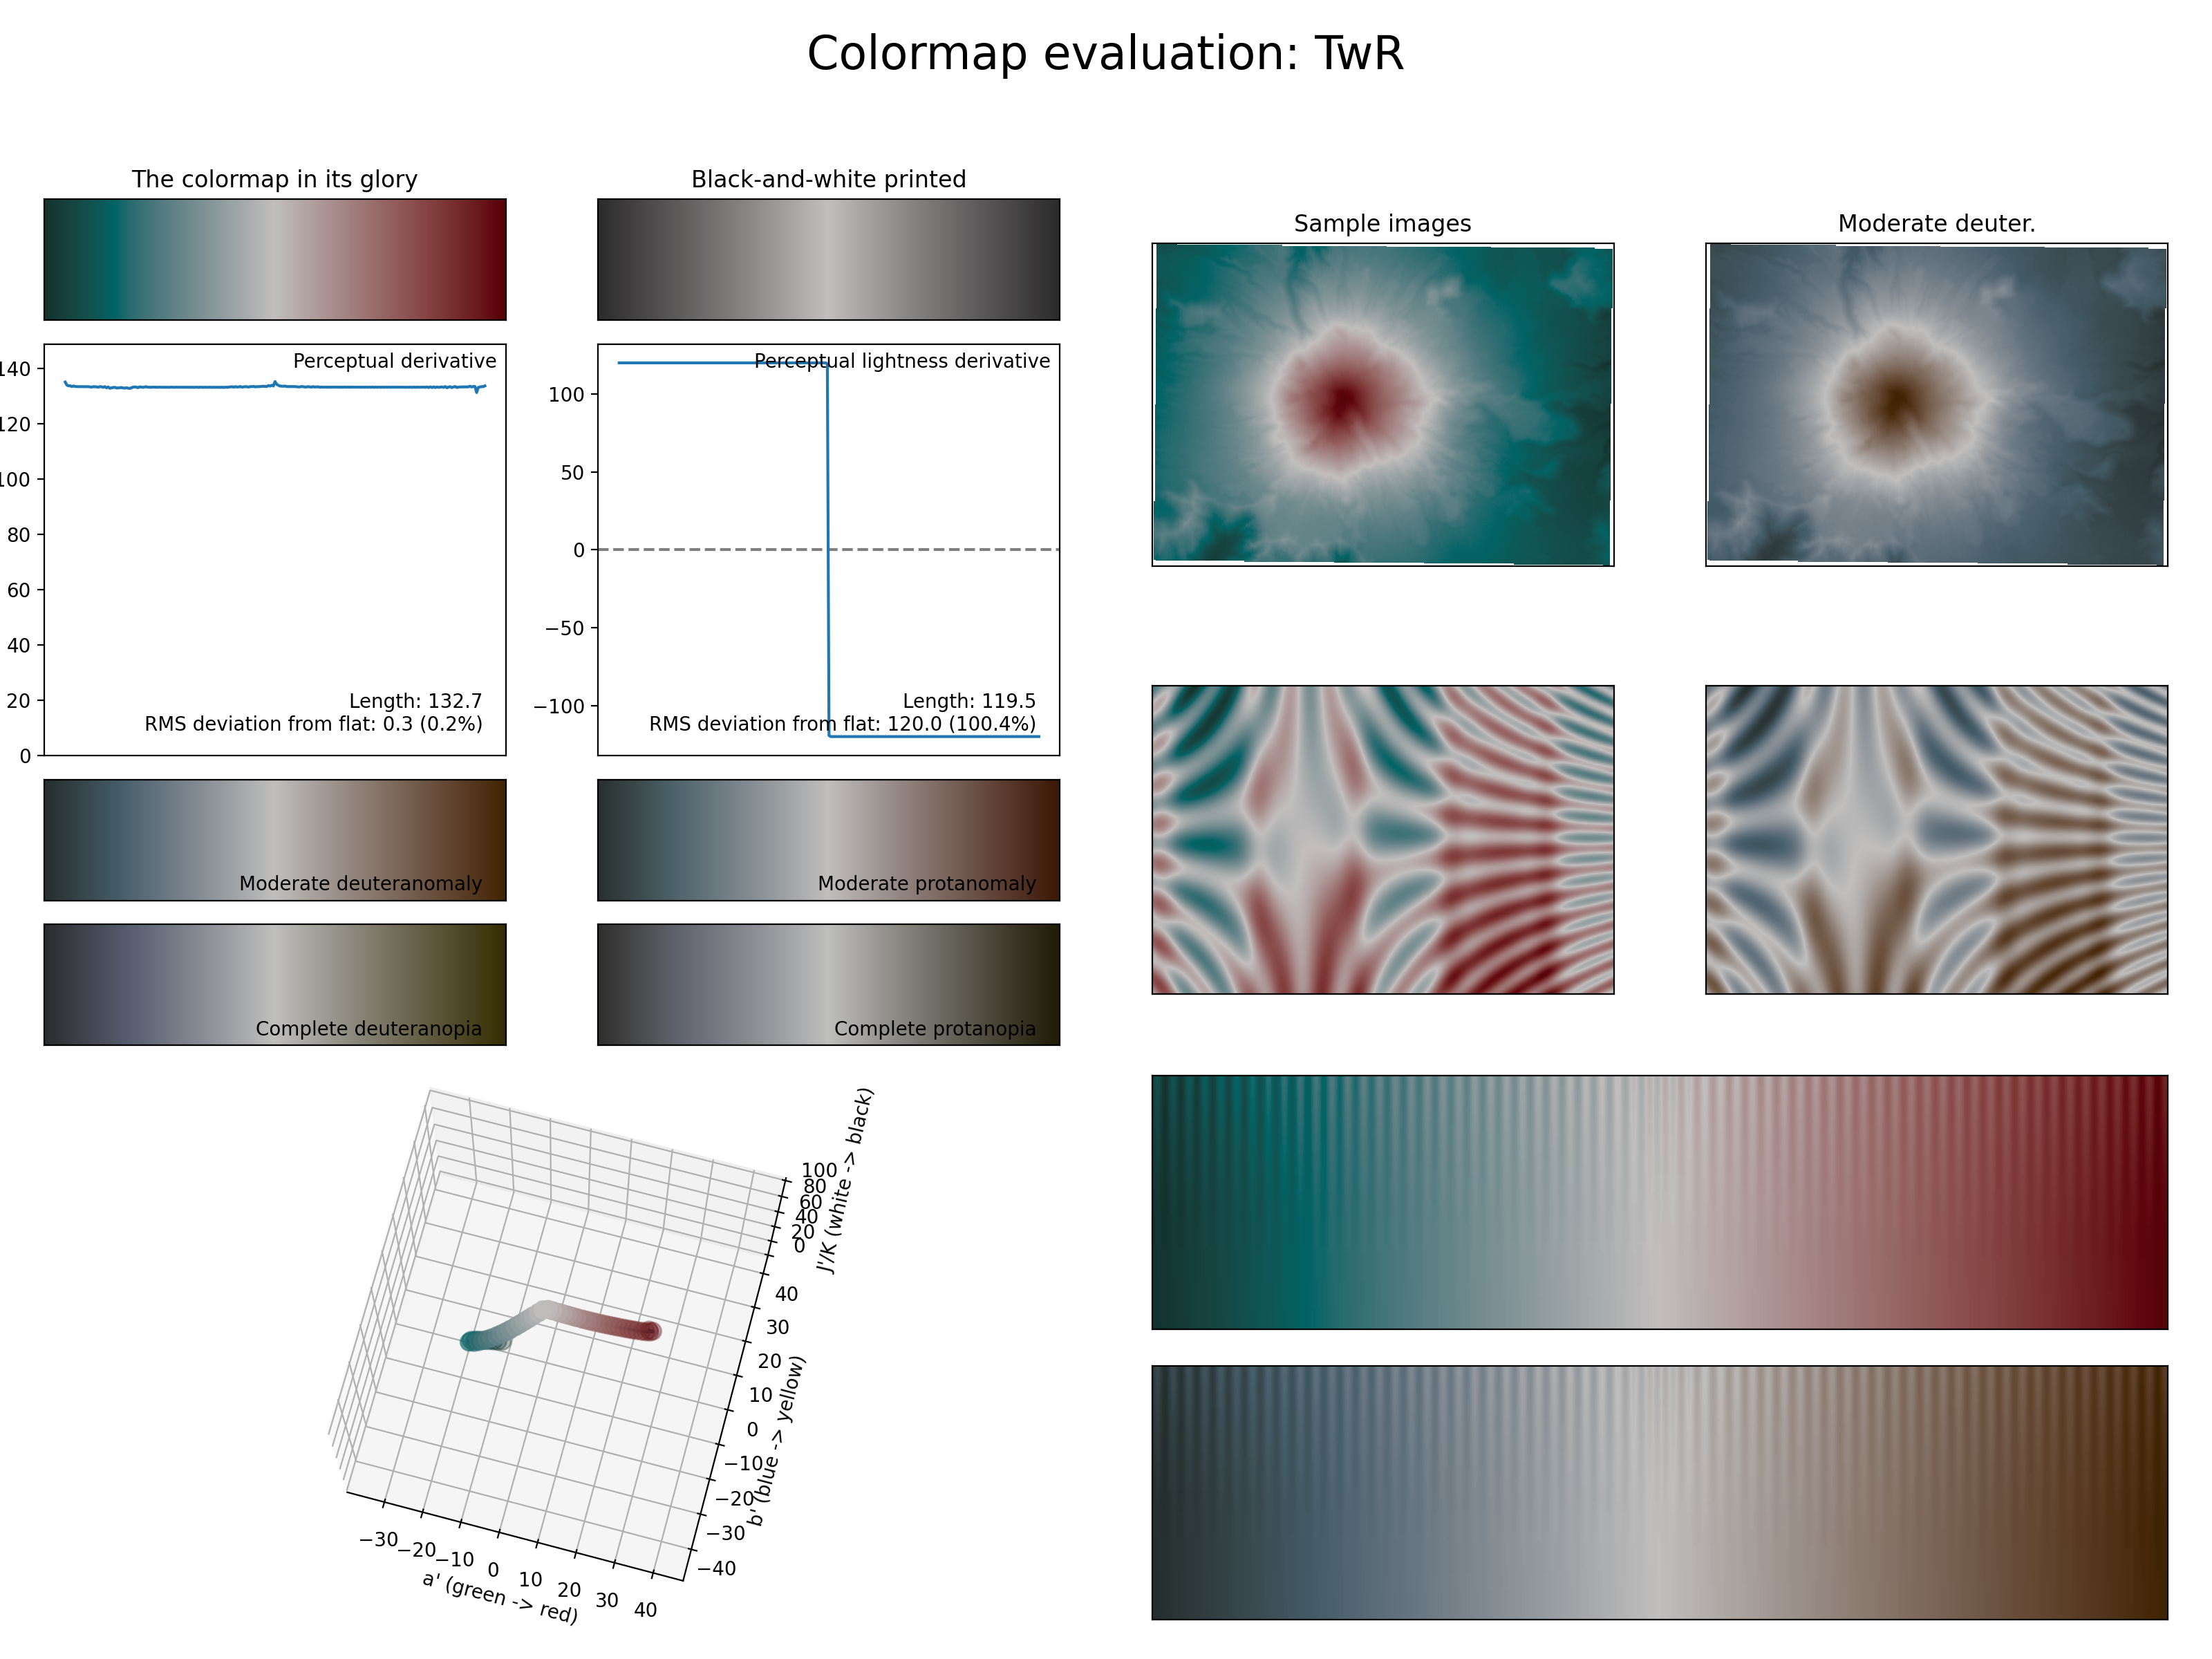 Colormap evaluation: TwR
The colormap in its glory
Black-and-white printed
Sample images
Moderate deuter.
Perceptual derivative
140
120
100
80
60
40
20
0
Length: 132.7
RMS deviation from flat: 0.3 (0.2%)
Perceptual lightness derivative
100
50
0
−50
−100
Length: 119.5
RMS deviation from flat: 120.0 (100.4%)
Moderate deuteranomaly
Moderate protanomaly
Complete deuteranopia
Complete protanopia
100
80
60
40
20
0
J'/K (white -> black)
40
30
20
10
0
−10
−20
−30
−40
b' (blue -> yellow)
−30
−20
−10
0
10
20
30
40
a' (green -> red)